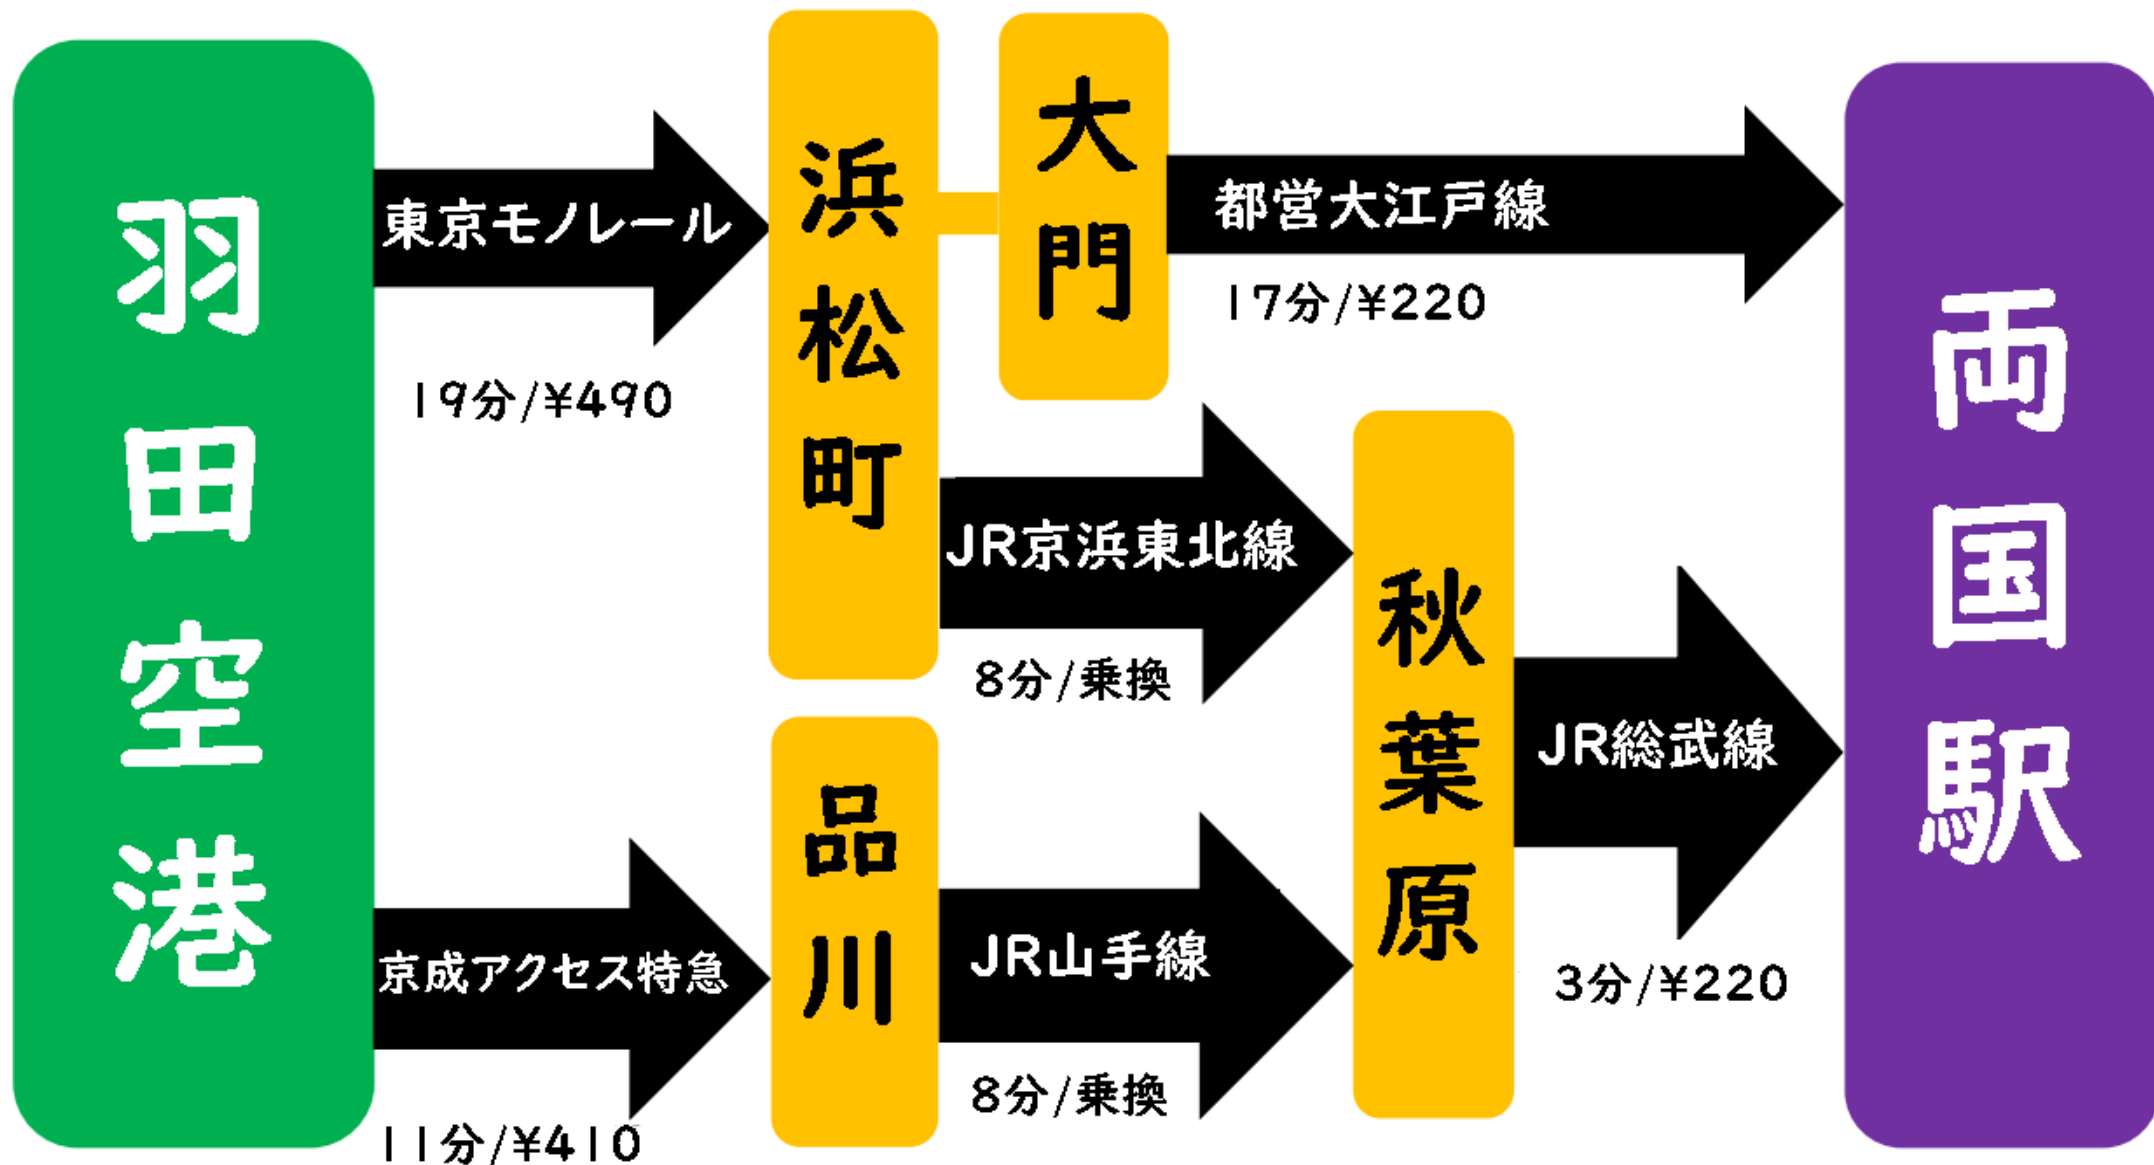 羽田空港
東京モノレール
19分/¥490
浜松町
大門
都営大江戸線
17分/¥220
JR京浜東北線
8分/乗換
京成アクセス特急
11分/¥410
品川
JR山手線
8分/乗換
秋葉原
JR総武線
3分/¥220
両国駅